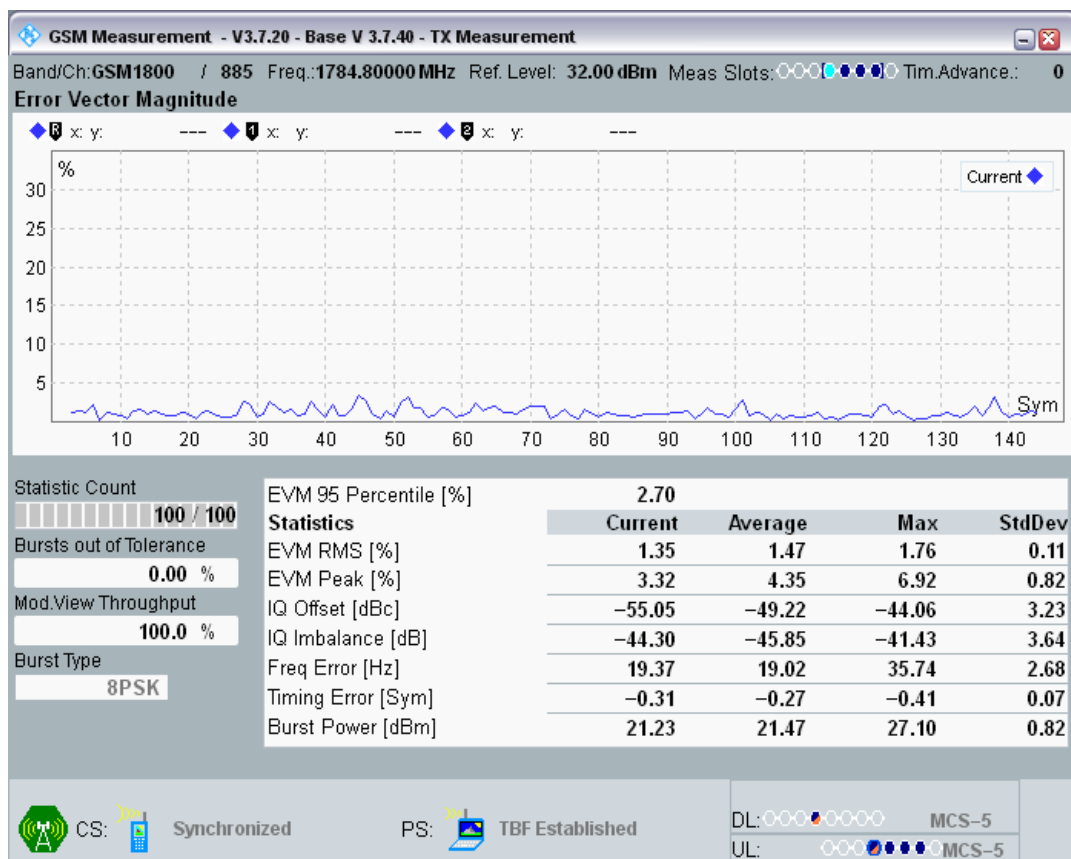 GSM Measurement - V3.7.20 - Base V 3.7.40 - TX Measurement
Band/Ch:GSM1800 / 885 Freq.:1784.80000 MHz Ref. Level: 32.00 dBm Meas Slots: Tim.Advance.: 0
Error Vector Magnitude
R x: y: --- 1 x: y: --- 2 x: y: ---
%
Current
30
25
20
15
10
5
Sym
10 20 30 40 50 60 70 80 90 100 110 120 130 140
Statistic Count
100 / 100
Bursts out of Tolerance
0.00 %
Mod.View Throughput
100.0 %
Burst Type
8PSK
EVM 95 Percentile [%] 2.70
Statistics Current Average Max StdDev
EVM RMS [%] 1.35 1.47 1.76 0.11
EVM Peak [%] 3.32 4.35 6.92 0.82
IQ Offset [dBc] −55.05 −49.22 −44.06 3.23
IQ Imbalance [dB] −44.30 −45.85 −41.43 3.64
Freq Error [Hz] 19.37 19.02 35.74 2.68
Timing Error [Sym] −0.31 −0.27 −0.41 0.07
Burst Power [dBm] 21.23 21.47 27.10 0.82
CS: Synchronized PS: TBF Established
DL: MCS−5
UL: MCS−5